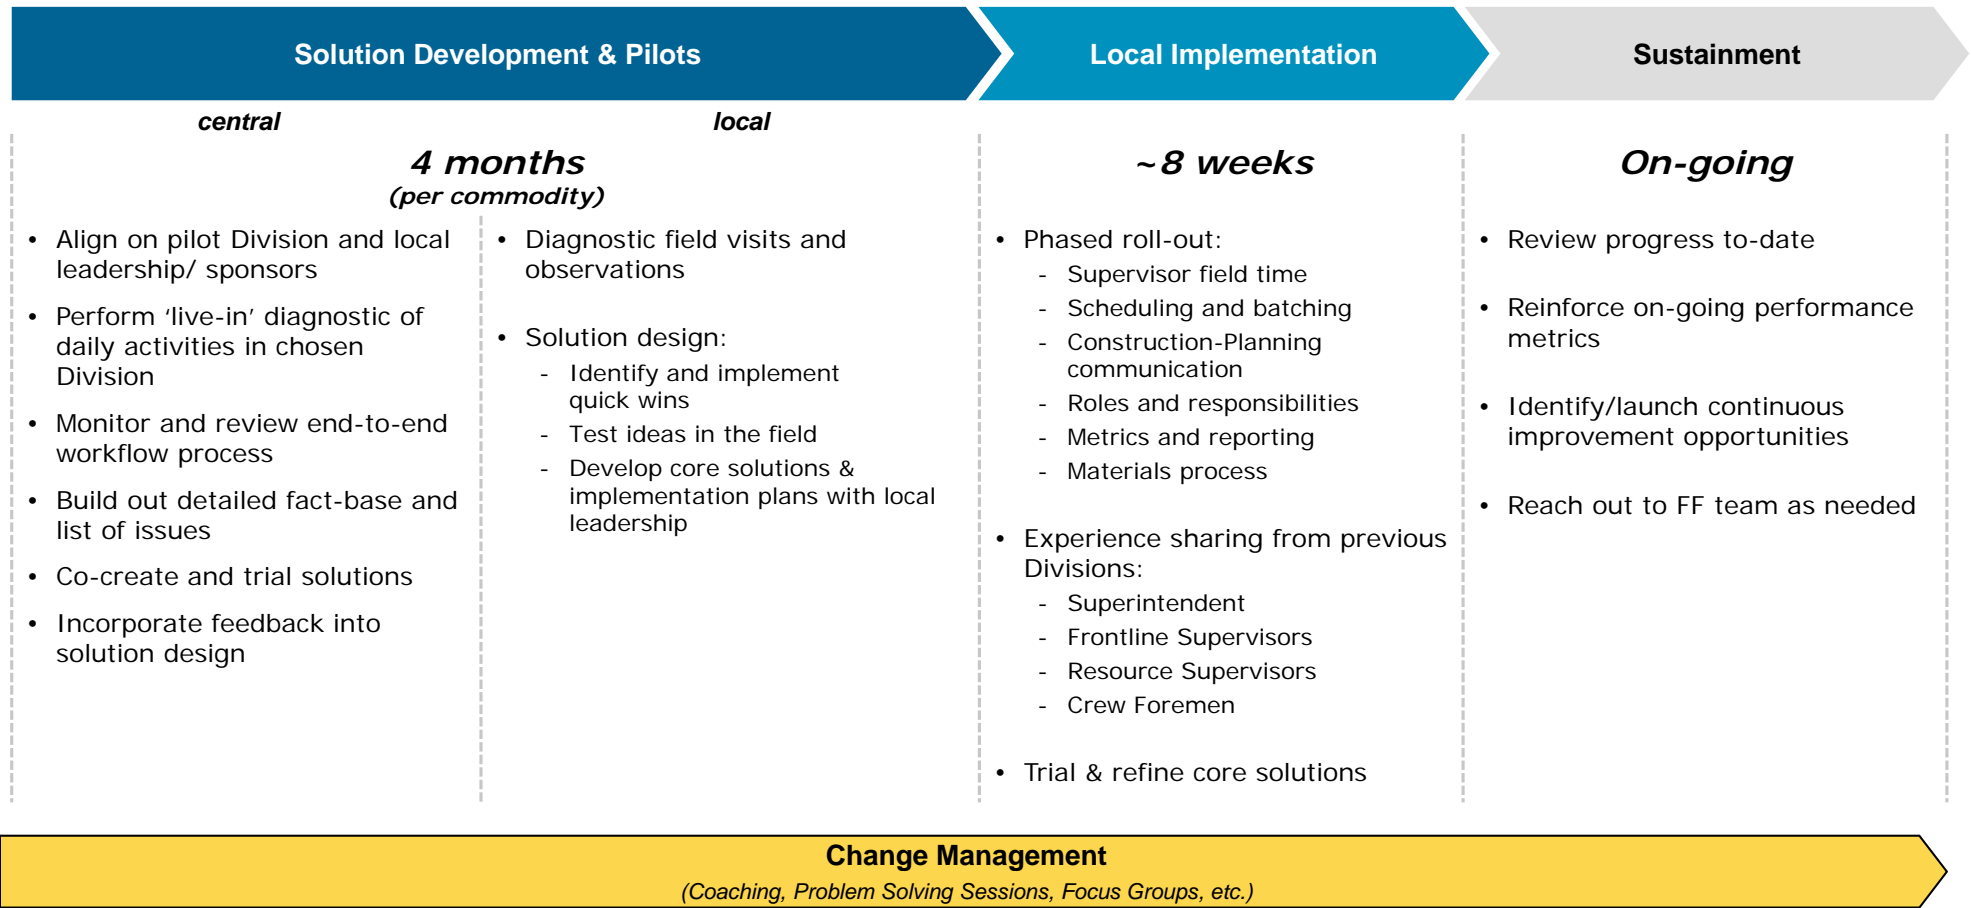 Solution Development & Pilots
Local Implementation
Sustainment
central
local
4 months
(per commodity)
~8 weeks
On-going
• Align on pilot Division and local
leadership/ sponsors
• Perform ‘live-in’ diagnostic of
daily activities in chosen
Division
• Monitor and review end-to-end
workflow process
• Build out detailed fact-base and
list of issues
• Co-create and trial solutions
• Incorporate feedback into
solution design
• Diagnostic field visits and
observations
• Solution design:
- Identify and implement
quick wins
- Test ideas in the field
- Develop core solutions &
implementation plans with local
leadership
• Phased roll-out:
- Supervisor field time
- Scheduling and batching
- Construction-Planning
communication
- Roles and responsibilities
- Metrics and reporting
- Materials process
• Experience sharing from previous
Divisions:
- Superintendent
- Frontline Supervisors
- Resource Supervisors
- Crew Foremen
• Trial & refine core solutions
• Review progress to-date
• Reinforce on-going performance
metrics
• Identify/launch continuous
improvement opportunities
• Reach out to FF team as needed
Change Management
(Coaching, Problem Solving Sessions, Focus Groups, etc.)